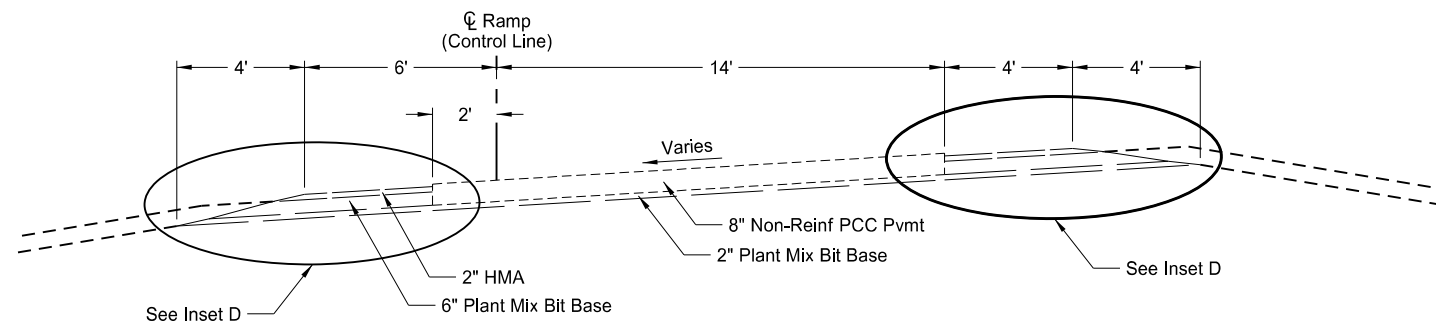 ℄ Ramp
(Control Line)
4'
6'
14'
4'
4'
2'
Varies
8" Non-Reinf PCC Pvmt
2" Plant Mix Bit Base
See Inset D
2" HMA
6" Plant Mix Bit Base
See Inset D